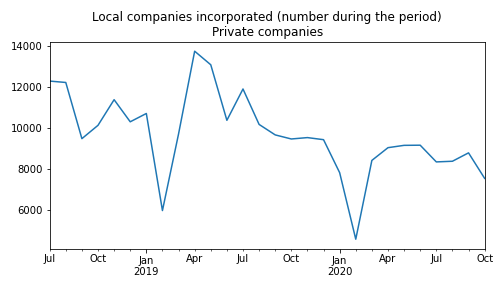 Local companies incorporated (number during the period)
Private companies
14000
12000
10000
8000
6000
Jul Oct Jan Apr Jul Oct Jan Apr Jul Oct
2019 2020